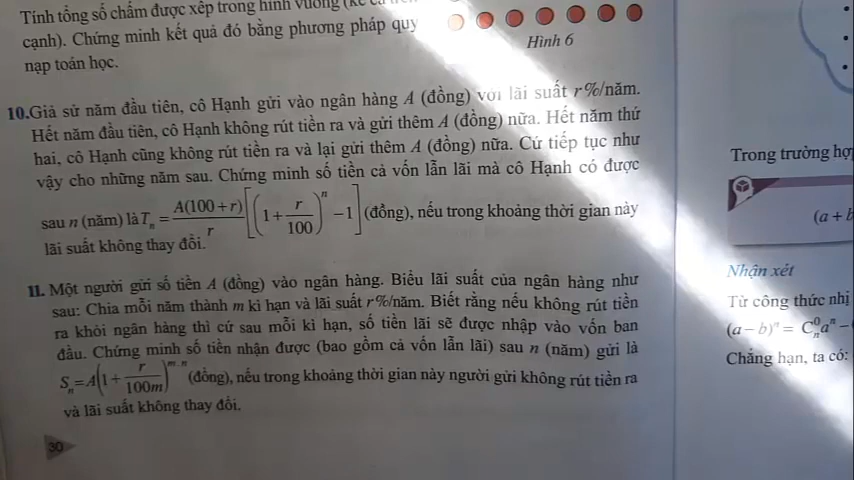 Tính tổng số chấm được xếp trong hình vuông (kể cả trên
cạnh). Chứng minh kết quả đó bằng phương pháp quy
nạp toán học.
Hình 6
10. Giả sử năm đầu tiên, cô Hạnh gửi vào ngân hàng A (đồng) với lãi suất r%/năm.
Hết năm đầu tiên, cô Hạnh không rút tiền ra và gửi thêm A (đồng) nữa. Hết năm thứ
hai, cô Hạnh cũng không rút tiền ra và lại gửi thêm A (đồng) nữa. Cứ tiếp tục như
vậy cho những năm sau. Chứng minh số tiền cả vốn lẫn lãi mà cô Hạnh có được
sau n (năm) là T_n = A(100 + r)/r [(1 + r/100)^n − 1] (đồng), nếu trong khoảng thời gian này
lãi suất không thay đổi.
11. Một người gửi số tiền A (đồng) vào ngân hàng. Biểu lãi suất của ngân hàng như
sau: Chia mỗi năm thành m kì hạn và lãi suất r%/năm. Biết rằng nếu không rút tiền
ra khỏi ngân hàng thì cứ sau mỗi kì hạn, số tiền lãi sẽ được nhập vào vốn ban
đầu. Chứng minh số tiền nhận được (bao gồm cả vốn lẫn lãi) sau n (năm) gửi là
S_n = A(1 + r/100m)^{m.n} (đồng), nếu trong khoảng thời gian này người gửi không rút tiền ra
và lãi suất không thay đổi.
30
Trong trường hợ
(a + b
Nhận xét
Từ công thức nhị
(a − b)^n = C_n^0 a^n −
Chẳng hạn, ta có: